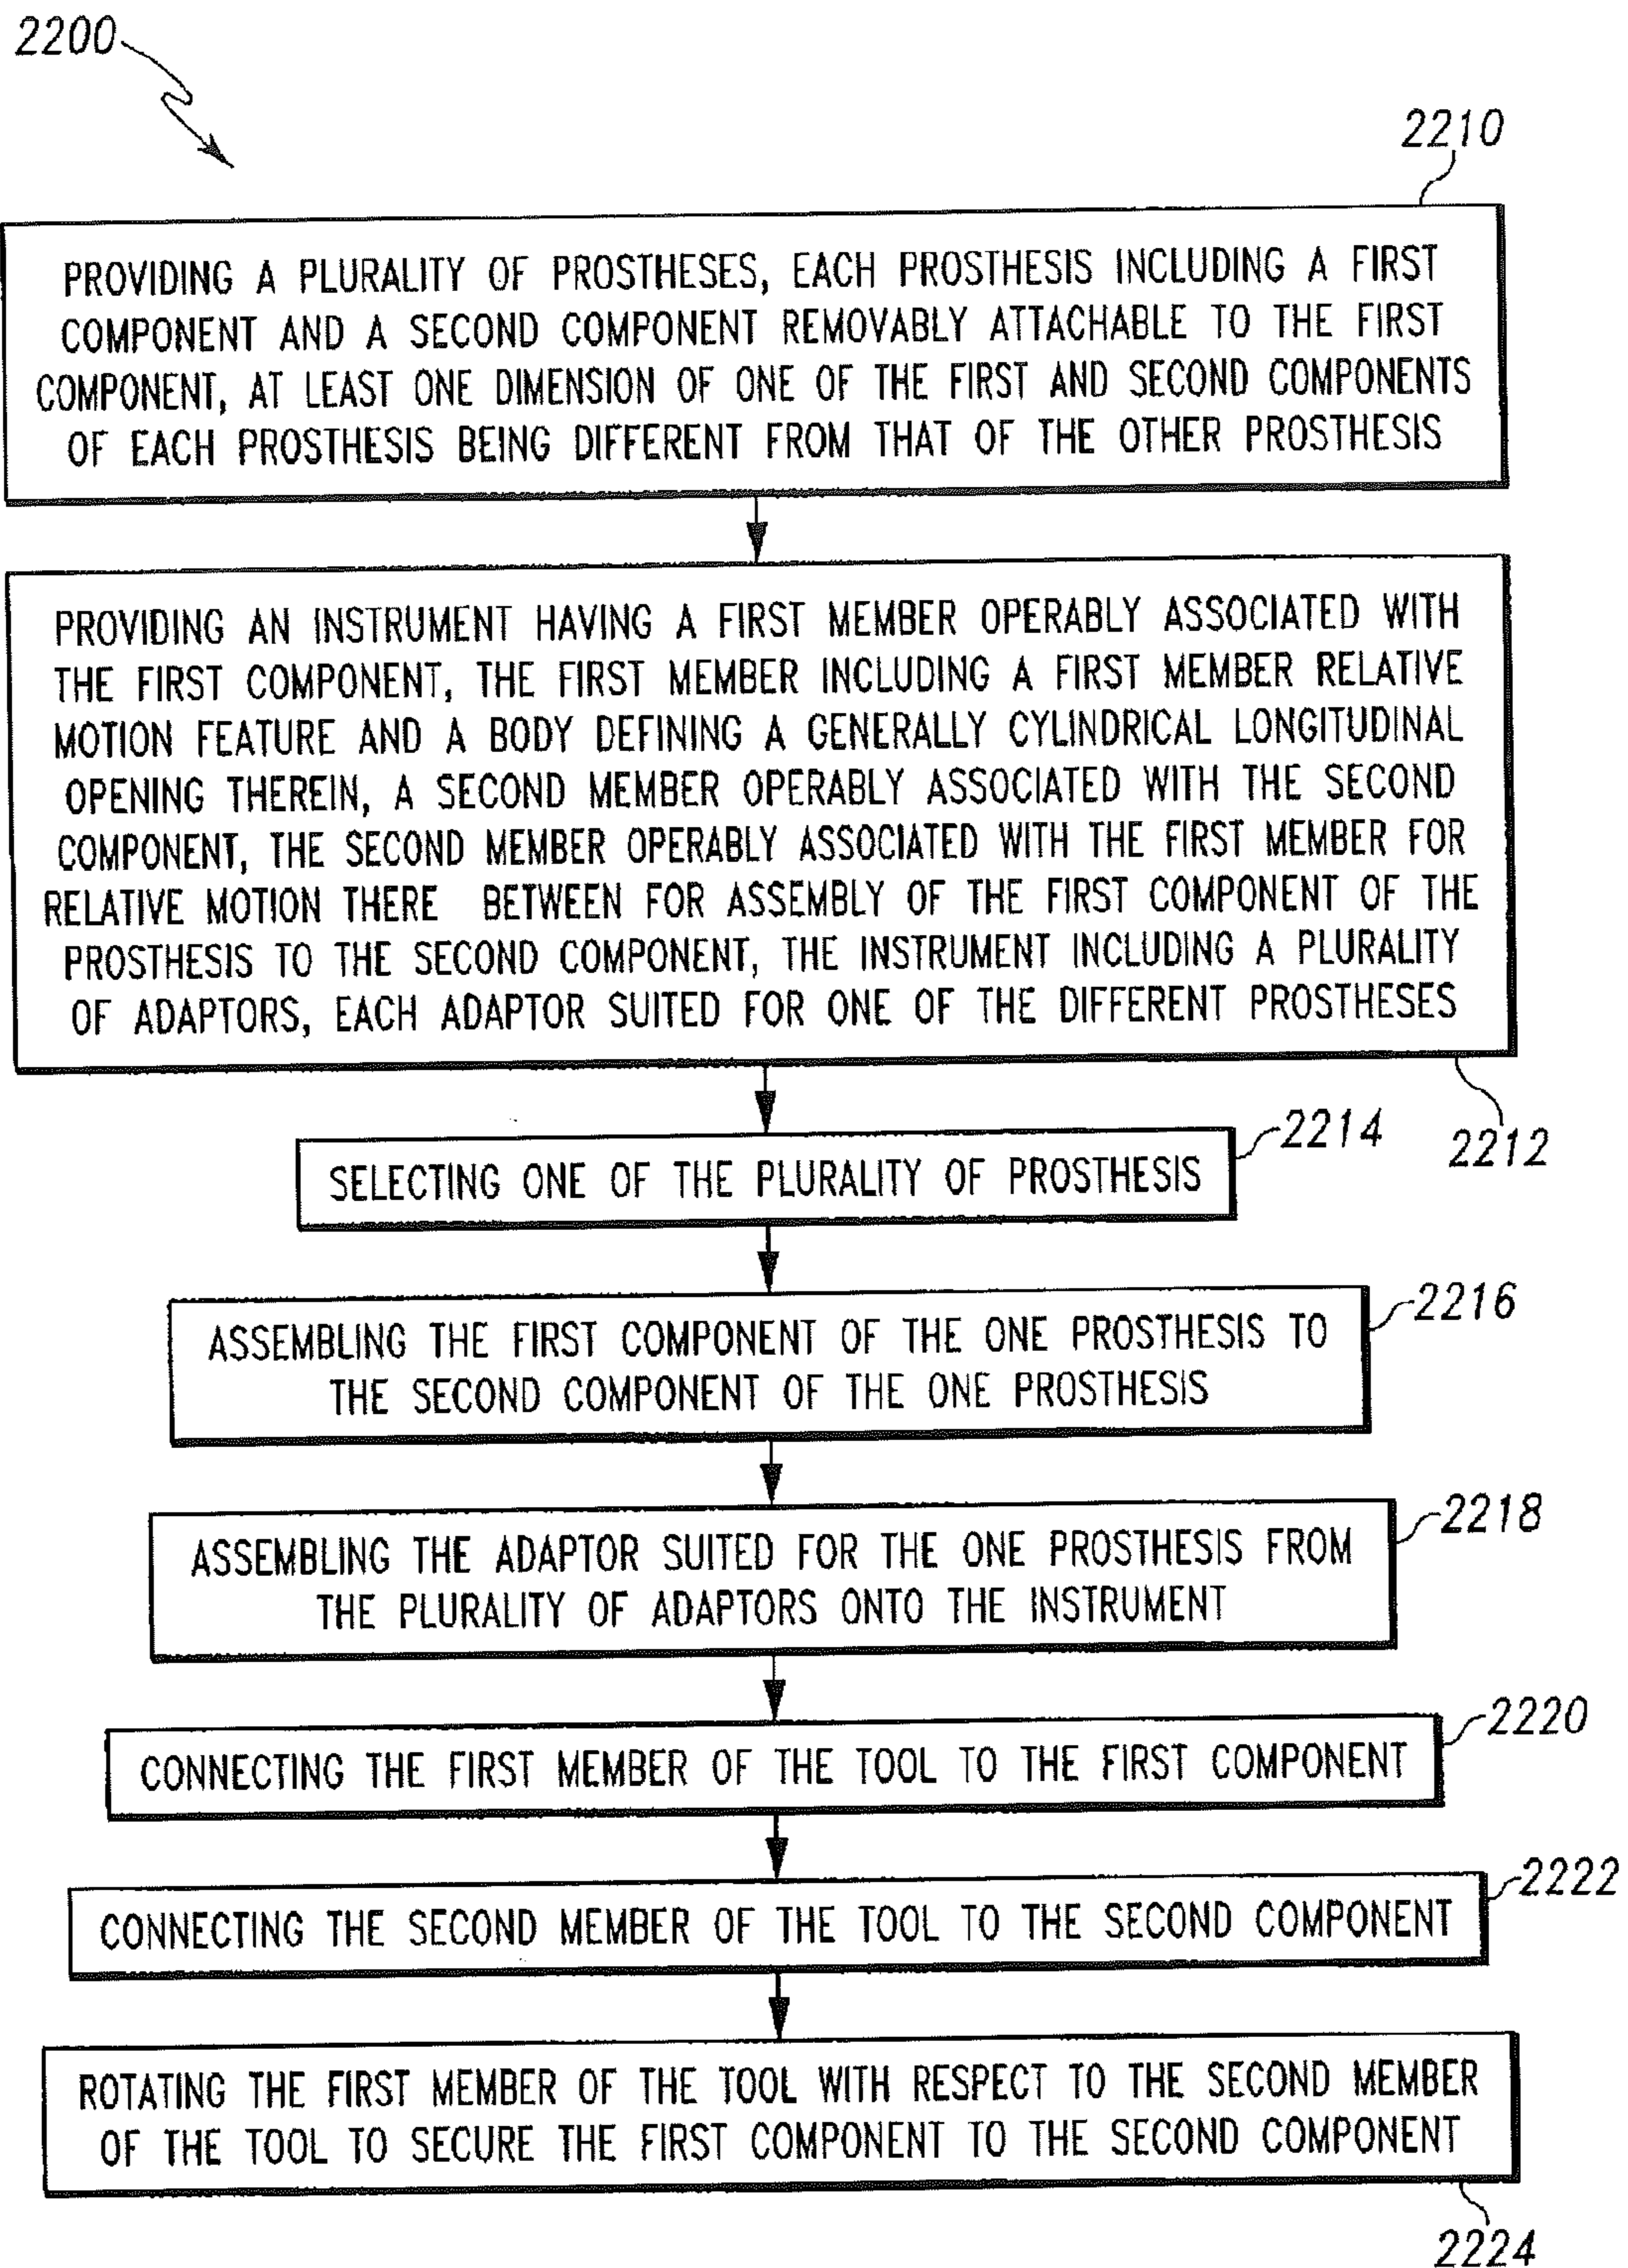 2200
2210
PROVIDING A PLURALITY OF PROSTHESES, EACH PROSTHESIS INCLUDING A FIRST
COMPONENT AND A SECOND COMPONENT REMOVABLY ATTACHABLE TO THE FIRST
COMPONENT, AT LEAST ONE DIMENSION OF ONE OF THE FIRST AND SECOND COMPONENTS
OF EACH PROSTHESIS BEING DIFFERENT FROM THAT OF THE OTHER PROSTHESIS
PROVIDING AN INSTRUMENT HAVING A FIRST MEMBER OPERABLY ASSOCIATED WITH
THE FIRST COMPONENT, THE FIRST MEMBER INCLUDING A FIRST MEMBER RELATIVE
MOTION FEATURE AND A BODY DEFINING A GENERALLY CYLINDRICAL LONGITUDINAL
OPENING THEREIN, A SECOND MEMBER OPERABLY ASSOCIATED WITH THE SECOND
COMPONENT, THE SECOND MEMBER OPERABLY ASSOCIATED WITH THE FIRST MEMBER FOR
RELATIVE MOTION THERE BETWEEN FOR ASSEMBLY OF THE FIRST COMPONENT OF THE
PROSTHESIS TO THE SECOND COMPONENT, THE INSTRUMENT INCLUDING A PLURALITY
OF ADAPTORS, EACH ADAPTOR SUITED FOR ONE OF THE DIFFERENT PROSTHESES
2212
2214
SELECTING ONE OF THE PLURALITY OF PROSTHESIS
2216
ASSEMBLING THE FIRST COMPONENT OF THE ONE PROSTHESIS TO
THE SECOND COMPONENT OF THE ONE PROSTHESIS
2218
ASSEMBLING THE ADAPTOR SUITED FOR THE ONE PROSTHESIS FROM
THE PLURALITY OF ADAPTORS ONTO THE INSTRUMENT
2220
CONNECTING THE FIRST MEMBER OF THE TOOL TO THE FIRST COMPONENT
2222
CONNECTING THE SECOND MEMBER OF THE TOOL TO THE SECOND COMPONENT
ROTATING THE FIRST MEMBER OF THE TOOL WITH RESPECT TO THE SECOND MEMBER
OF THE TOOL TO SECURE THE FIRST COMPONENT TO THE SECOND COMPONENT
2224